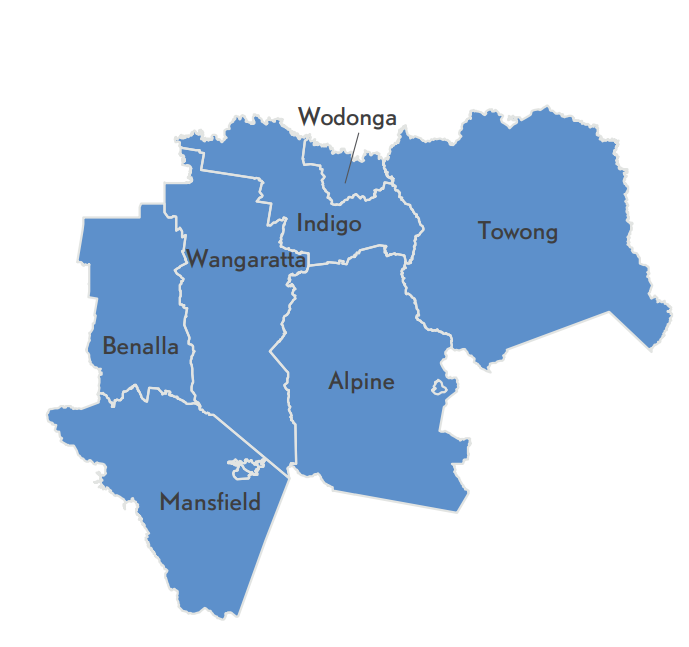 Wodonga
Indigo
Towong
Wangaratta
Benalla
Alpine
Mansfield